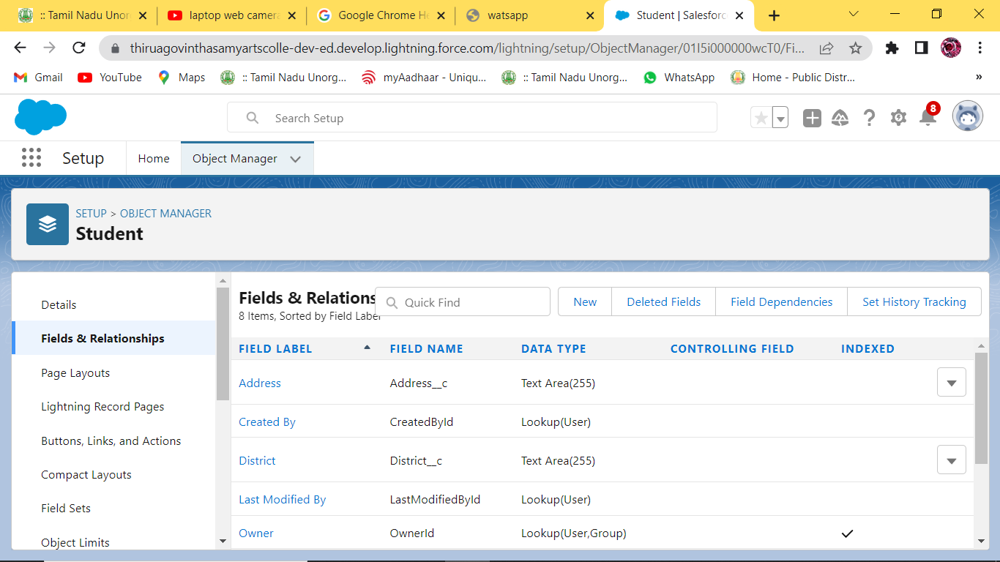 :: Tamil Nadu Unor
laptop web camera
Google Chrome He
watsapp
Student | Salesforc
thiruagovinthasamyartscolle-dev-ed.develop.lightning.force.com/lightning/setup/ObjectManager/01I5i000000wcT0/Fi...
Gmail
YouTube
Maps
:: Tamil Nadu Unorg...
myAadhaar - Uniqu...
:: Tamil Nadu Unorg...
WhatsApp
Home - Public Distr...
»
Search Setup
8
Setup
Home
Object Manager
SETUP > OBJECT MANAGER
Student
Details
Fields & Relationships
Page Layouts
Lightning Record Pages
Buttons, Links, and Actions
Compact Layouts
Field Sets
Object Limits
Fields & Relations
8 Items, Sorted by Field Label
Quick Find
New
Deleted Fields
Field Dependencies
Set History Tracking
FIELD LABEL FIELD NAME DATA TYPE CONTROLLING FIELD INDEXED
Address Address__c Text Area(255)
Created By CreatedById Lookup(User)
District District__c Text Area(255)
Last Modified By LastModifiedById Lookup(User)
Owner OwnerId Lookup(User,Group)